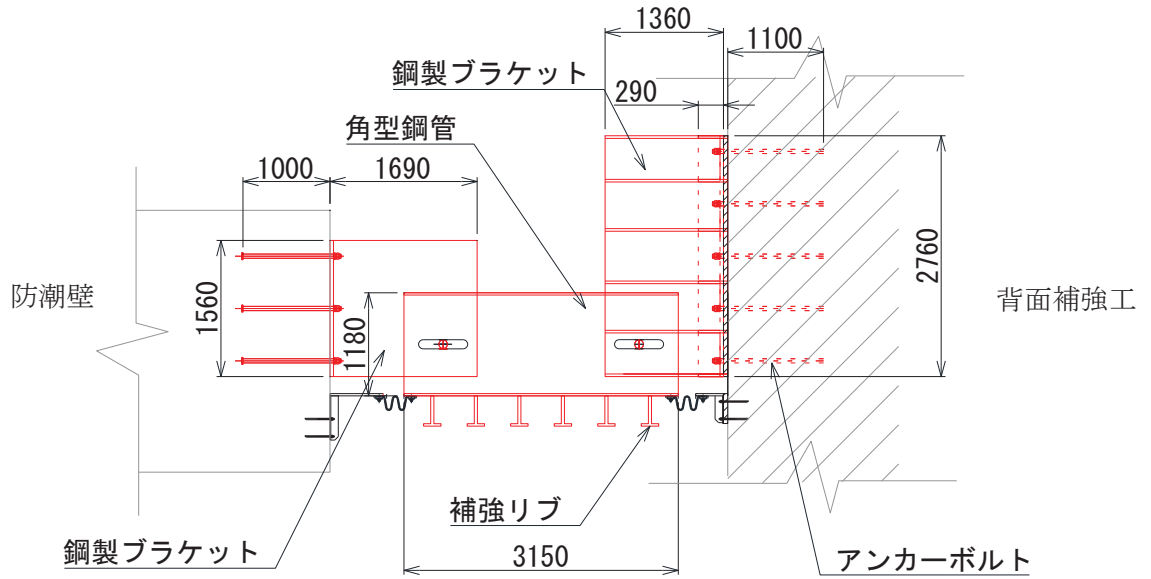 1360
1100
鋼製ブラケット
290
角型鋼管
1000
1690
2760
防潮壁
1560
1180
背面補強工
補強リブ
鋼製ブラケット
3150
アンカーボルト